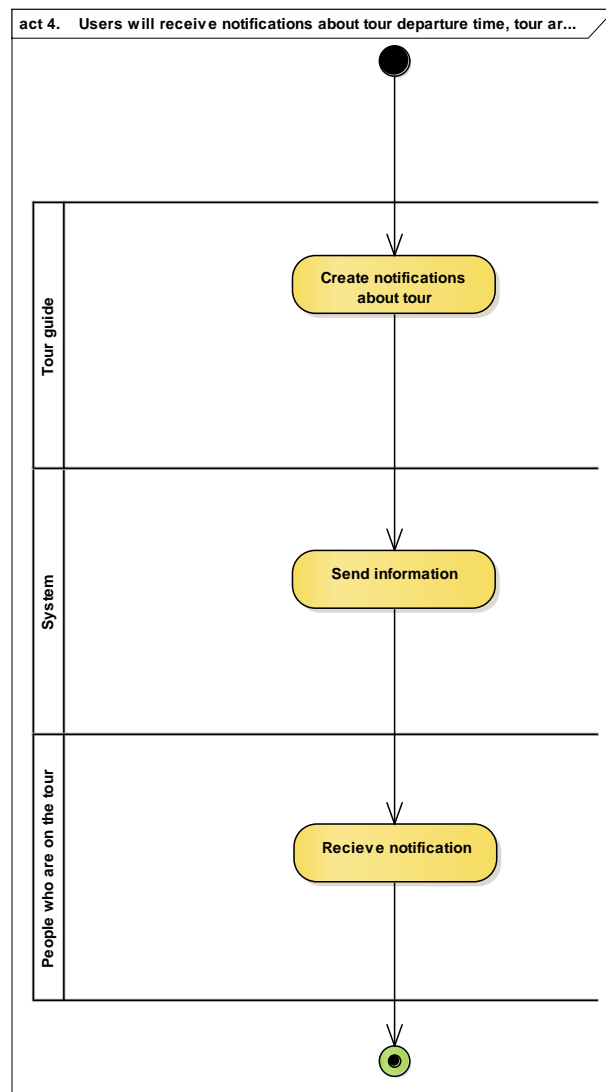 act 4. Users will receive notifications about tour departure time, tour ar...
Tour guide
Create notifications
about tour
System
Send information
People who are on the tour
Recieve notification